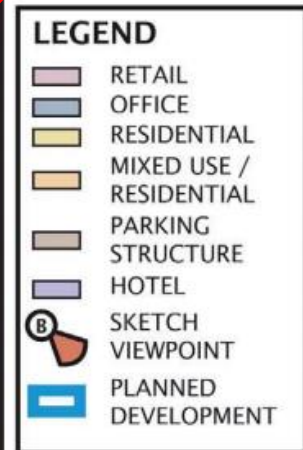 LEGEND
RETAIL
OFFICE
RESIDENTIAL
MIXED USE /
RESIDENTIAL
PARKING
STRUCTURE
HOTEL
B
SKETCH
VIEWPOINT
PLANNED
DEVELOPMENT